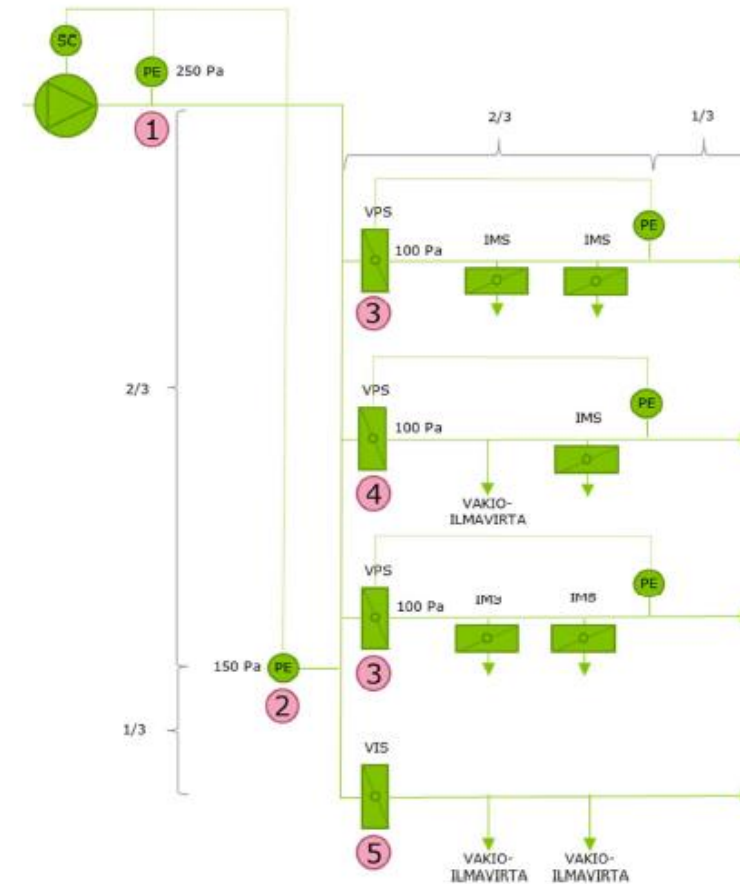 SC
PE
250 Pa
1
2/3
1/3
VPS
PE
100 Pa
IMS
IMS
3
2/3
VPS
PE
100 Pa
IMS
4
VAKIO-
ILMAVIRTA
VPS
PE
100 Pa
IMS
IMS
3
150 Pa
PE
2
1/3
VIS
5
VAKIO-
ILMAVIRTA
VAKIO-
ILMAVIRTA